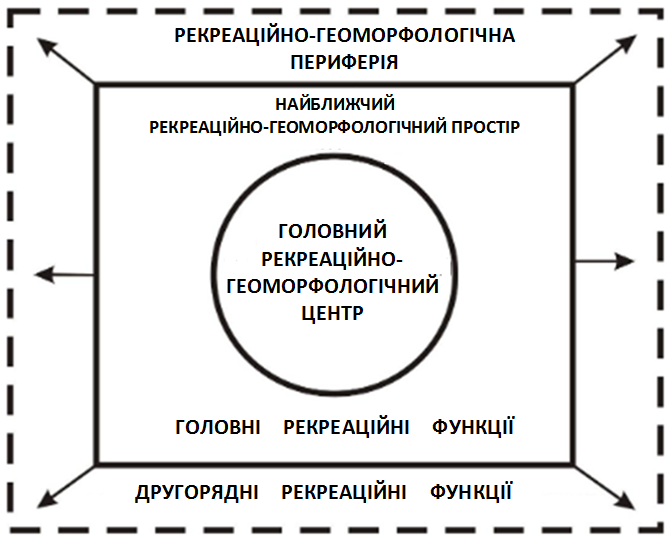 РЕКРЕАЦІЙНО-ГЕОМОРФОЛОГІЧНА
ПЕРИФЕРІЯ
НАЙБЛИЖЧИЙ
РЕКРЕАЦІЙНО-ГЕОМОРФОЛОГІЧНИЙ ПРОСТІР
ГОЛОВНИЙ
РЕКРЕАЦІЙНО-
ГЕОМОРФОЛОГІЧНИЙ
ЦЕНТР
ГОЛОВНІ РЕКРЕАЦІЙНІ ФУНКЦІЇ
ДРУГОРЯДНІ РЕКРЕАЦІЙНІ ФУНКЦІЇ